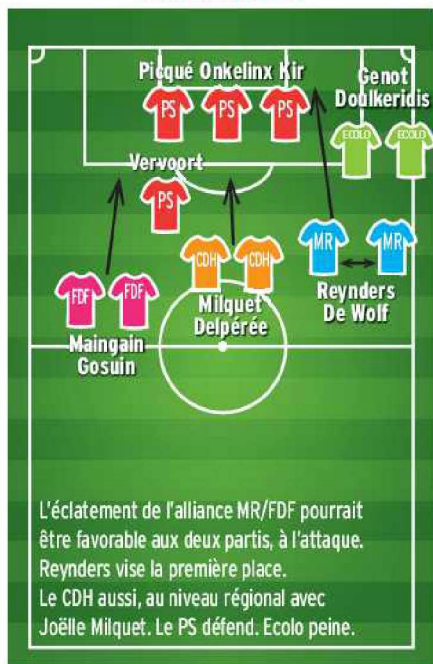 Picqué Onkelinx Kir
PS PS PS
Genot
Doulkeridis
ECOLO ECOLO
Vervoort
PS
CDH CDH
MR MR
FDF FDF
Milquet
Delpérée
Reynders
De Wolf
Maingain
Gosuin
L'éclatement de l'alliance MR/FDF pourrait
être favorable aux deux partis, à l'attaque.
Reynders vise la première place.
Le CDH aussi, au niveau régional avec
Joëlle Milquet. Le PS défend. Ecolo peine.